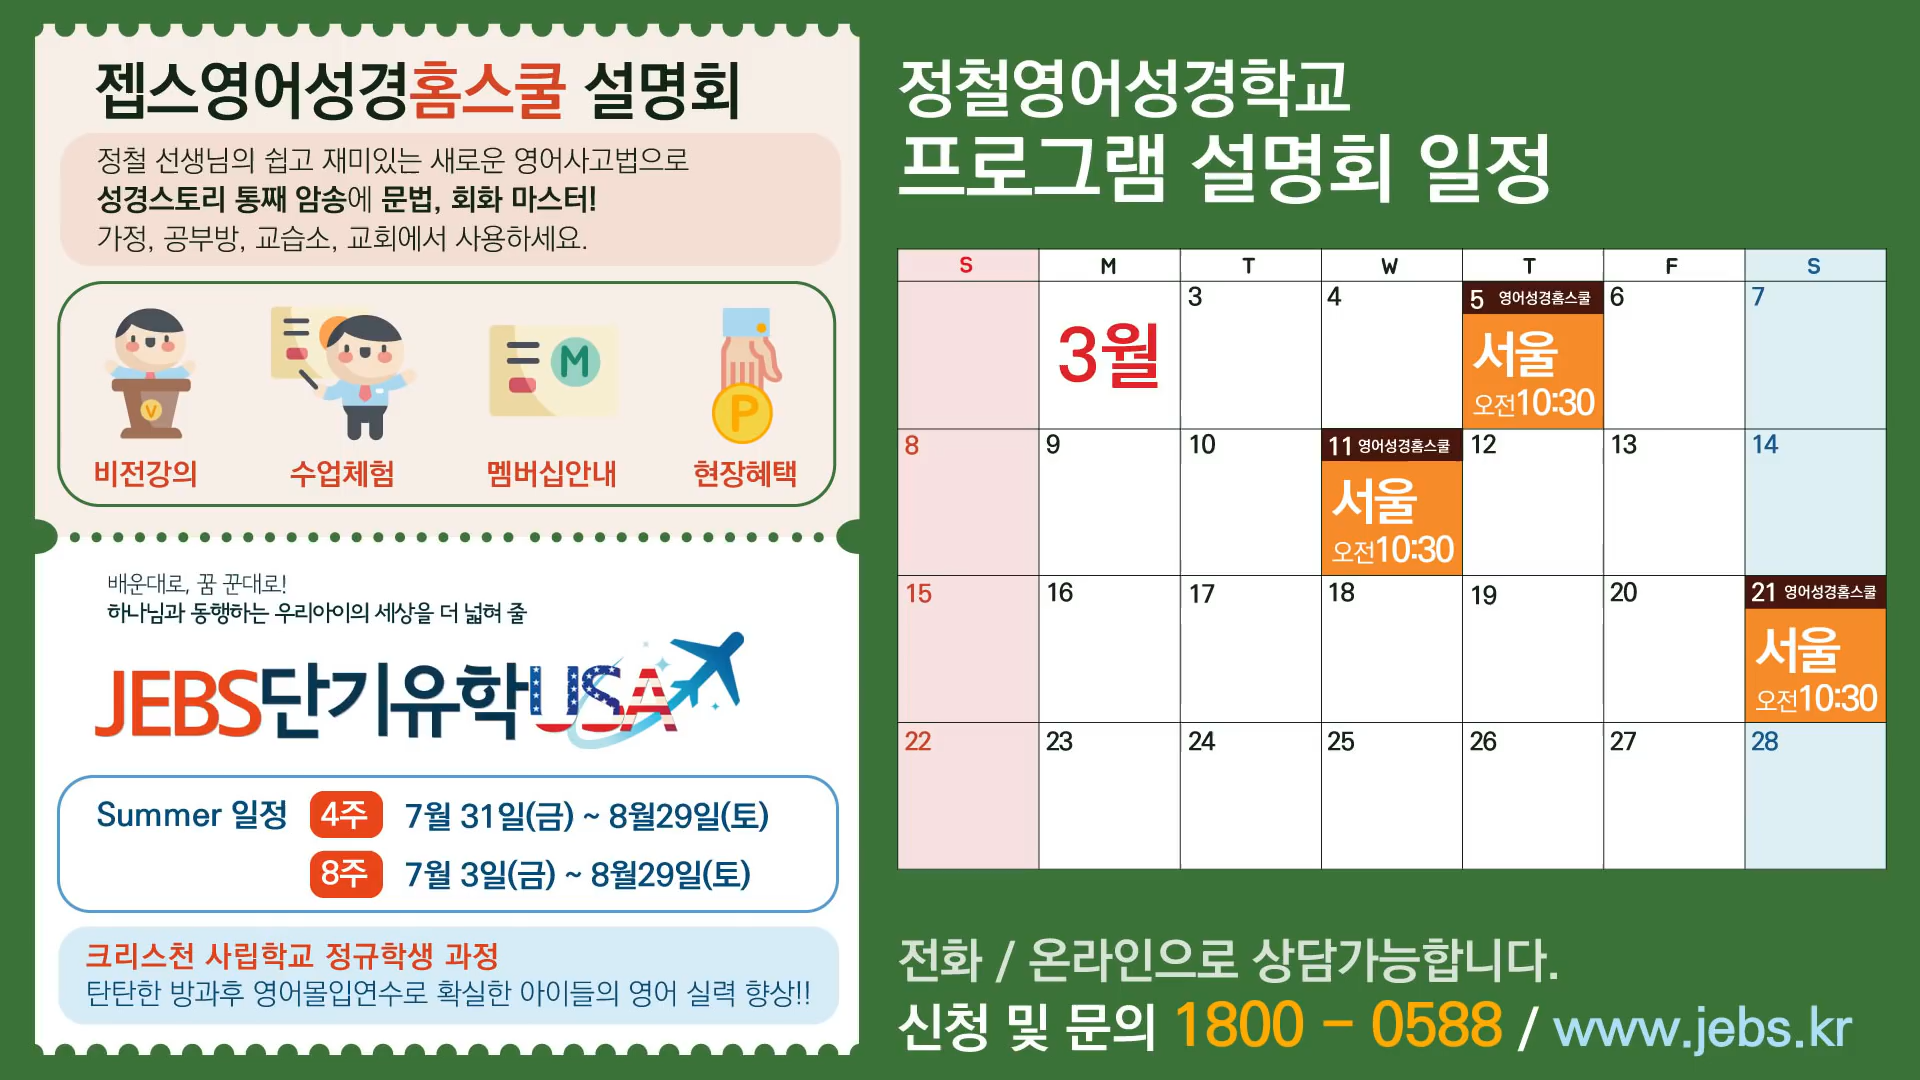 젭스영어성경홈스쿨 설명회
정철 선생님의 쉽고 재미있는 새로운 영어사고법으로
성경스토리 통째 암송에 문법, 회화 마스터!
가정, 공부방, 교습소, 교회에서 사용하세요.
V
M
P
비전강의
수업체험
멤버십안내
현장혜택
배운대로, 꿈 꾼대로!
하나님과 동행하는 우리아이의 세상을 더 넓혀 줄
JEBS단기유학USA
Summer 일정 4주 7월 31일(금) ~ 8월29일(토)
8주 7월 3일(금) ~ 8월29일(토)
크리스천 사립학교 정규학생 과정
탄탄한 방과후 영어몰입연수로 확실한 아이들의 영어 실력 향상!!
정철영어성경학교
프로그램 설명회 일정
S M T W T F S
3 4 5 영어성경홈스쿨 6 7
3월
서울
오전10:30
8 9 10 11 영어성경홈스쿨 12 13 14
서울
오전10:30
15 16 17 18 19 20 21 영어성경홈스쿨
서울
오전10:30
22 23 24 25 26 27 28
전화 / 온라인으로 상담가능합니다.
신청 및 문의 1800 - 0588 / www.jebs.kr